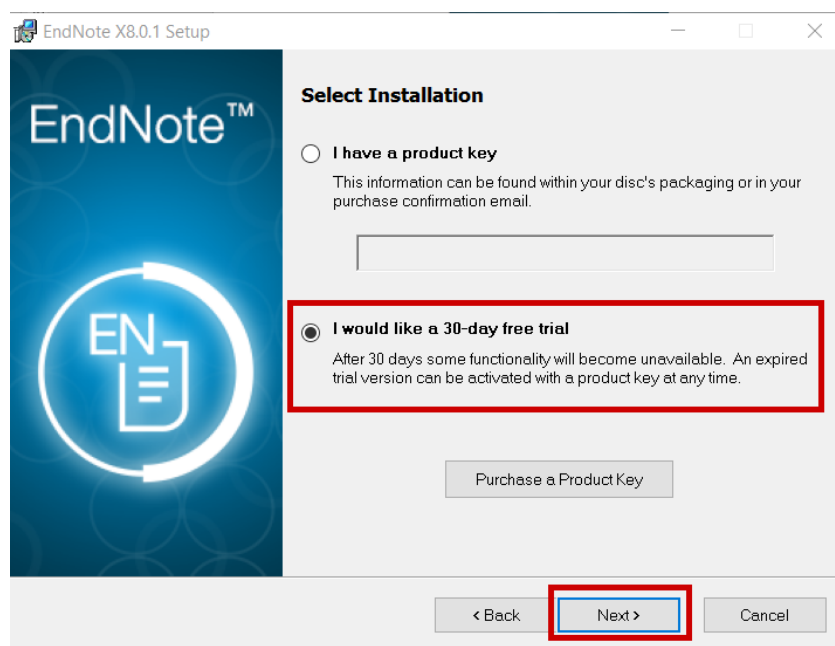 EndNote X8.0.1 Setup
EndNote™
Select Installation
I have a product key
This information can be found within your disc's packaging or in your
purchase confirmation email.
EN
I would like a 30-day free trial
After 30 days some functionality will become unavailable. An expired
trial version can be activated with a product key at any time.
Purchase a Product Key
< Back
Next >
Cancel